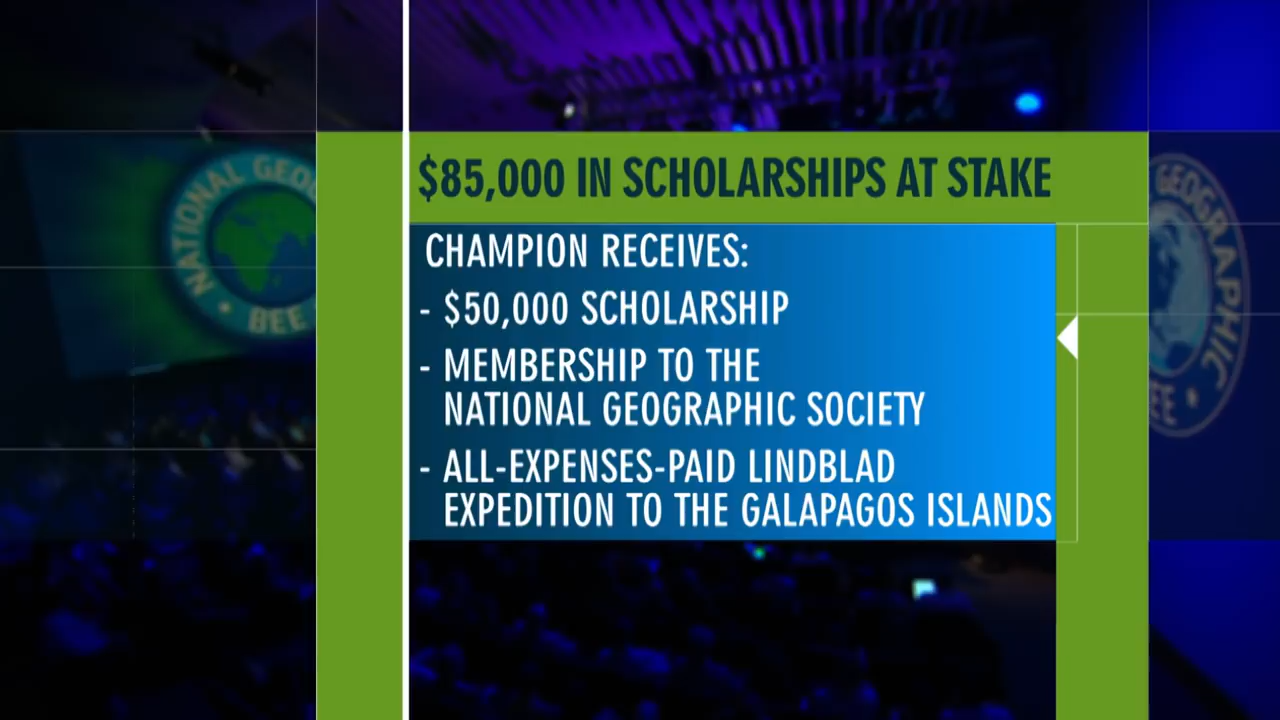 $85,000 IN SCHOLARSHIPS AT STAKE
CHAMPION RECEIVES:
- $50,000 SCHOLARSHIP
- MEMBERSHIP TO THE
NATIONAL GEOGRAPHIC SOCIETY
- ALL-EXPENSES-PAID LINDBLAD
EXPEDITION TO THE GALAPAGOS ISLANDS
NATIONAL GEO
BEE
GEOGRAPHIC
EE